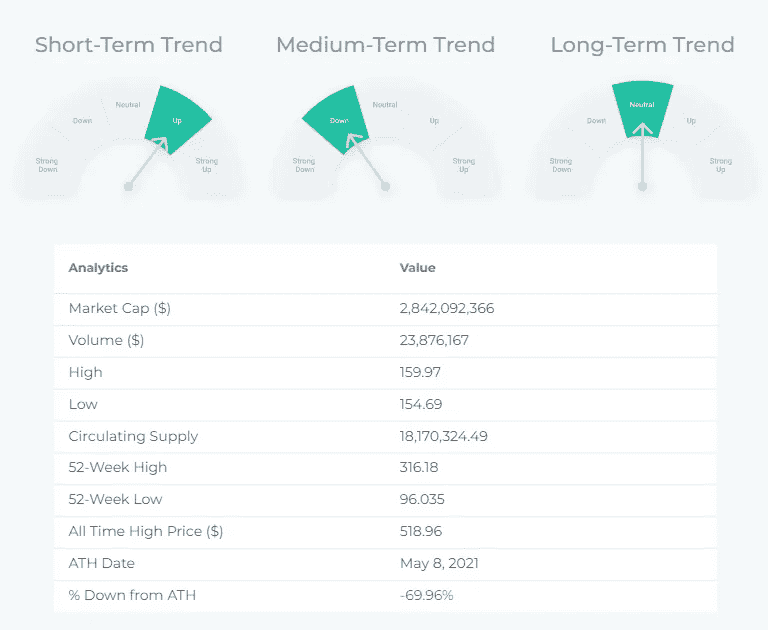 Short-Term Trend
Medium-Term Trend
Long-Term Trend
Strong Down
Down
Neutral
Up
Strong Up
Strong Down
Down
Neutral
Up
Strong Up
Strong Down
Down
Neutral
Up
Strong Up
Analytics Value
Market Cap ($) 2,842,092,366
Volume ($) 23,876,167
High 159.97
Low 154.69
Circulating Supply 18,170,324.49
52-Week High 316.18
52-Week Low 96.035
All Time High Price ($) 518.96
ATH Date May 8, 2021
% Down from ATH -69.96%